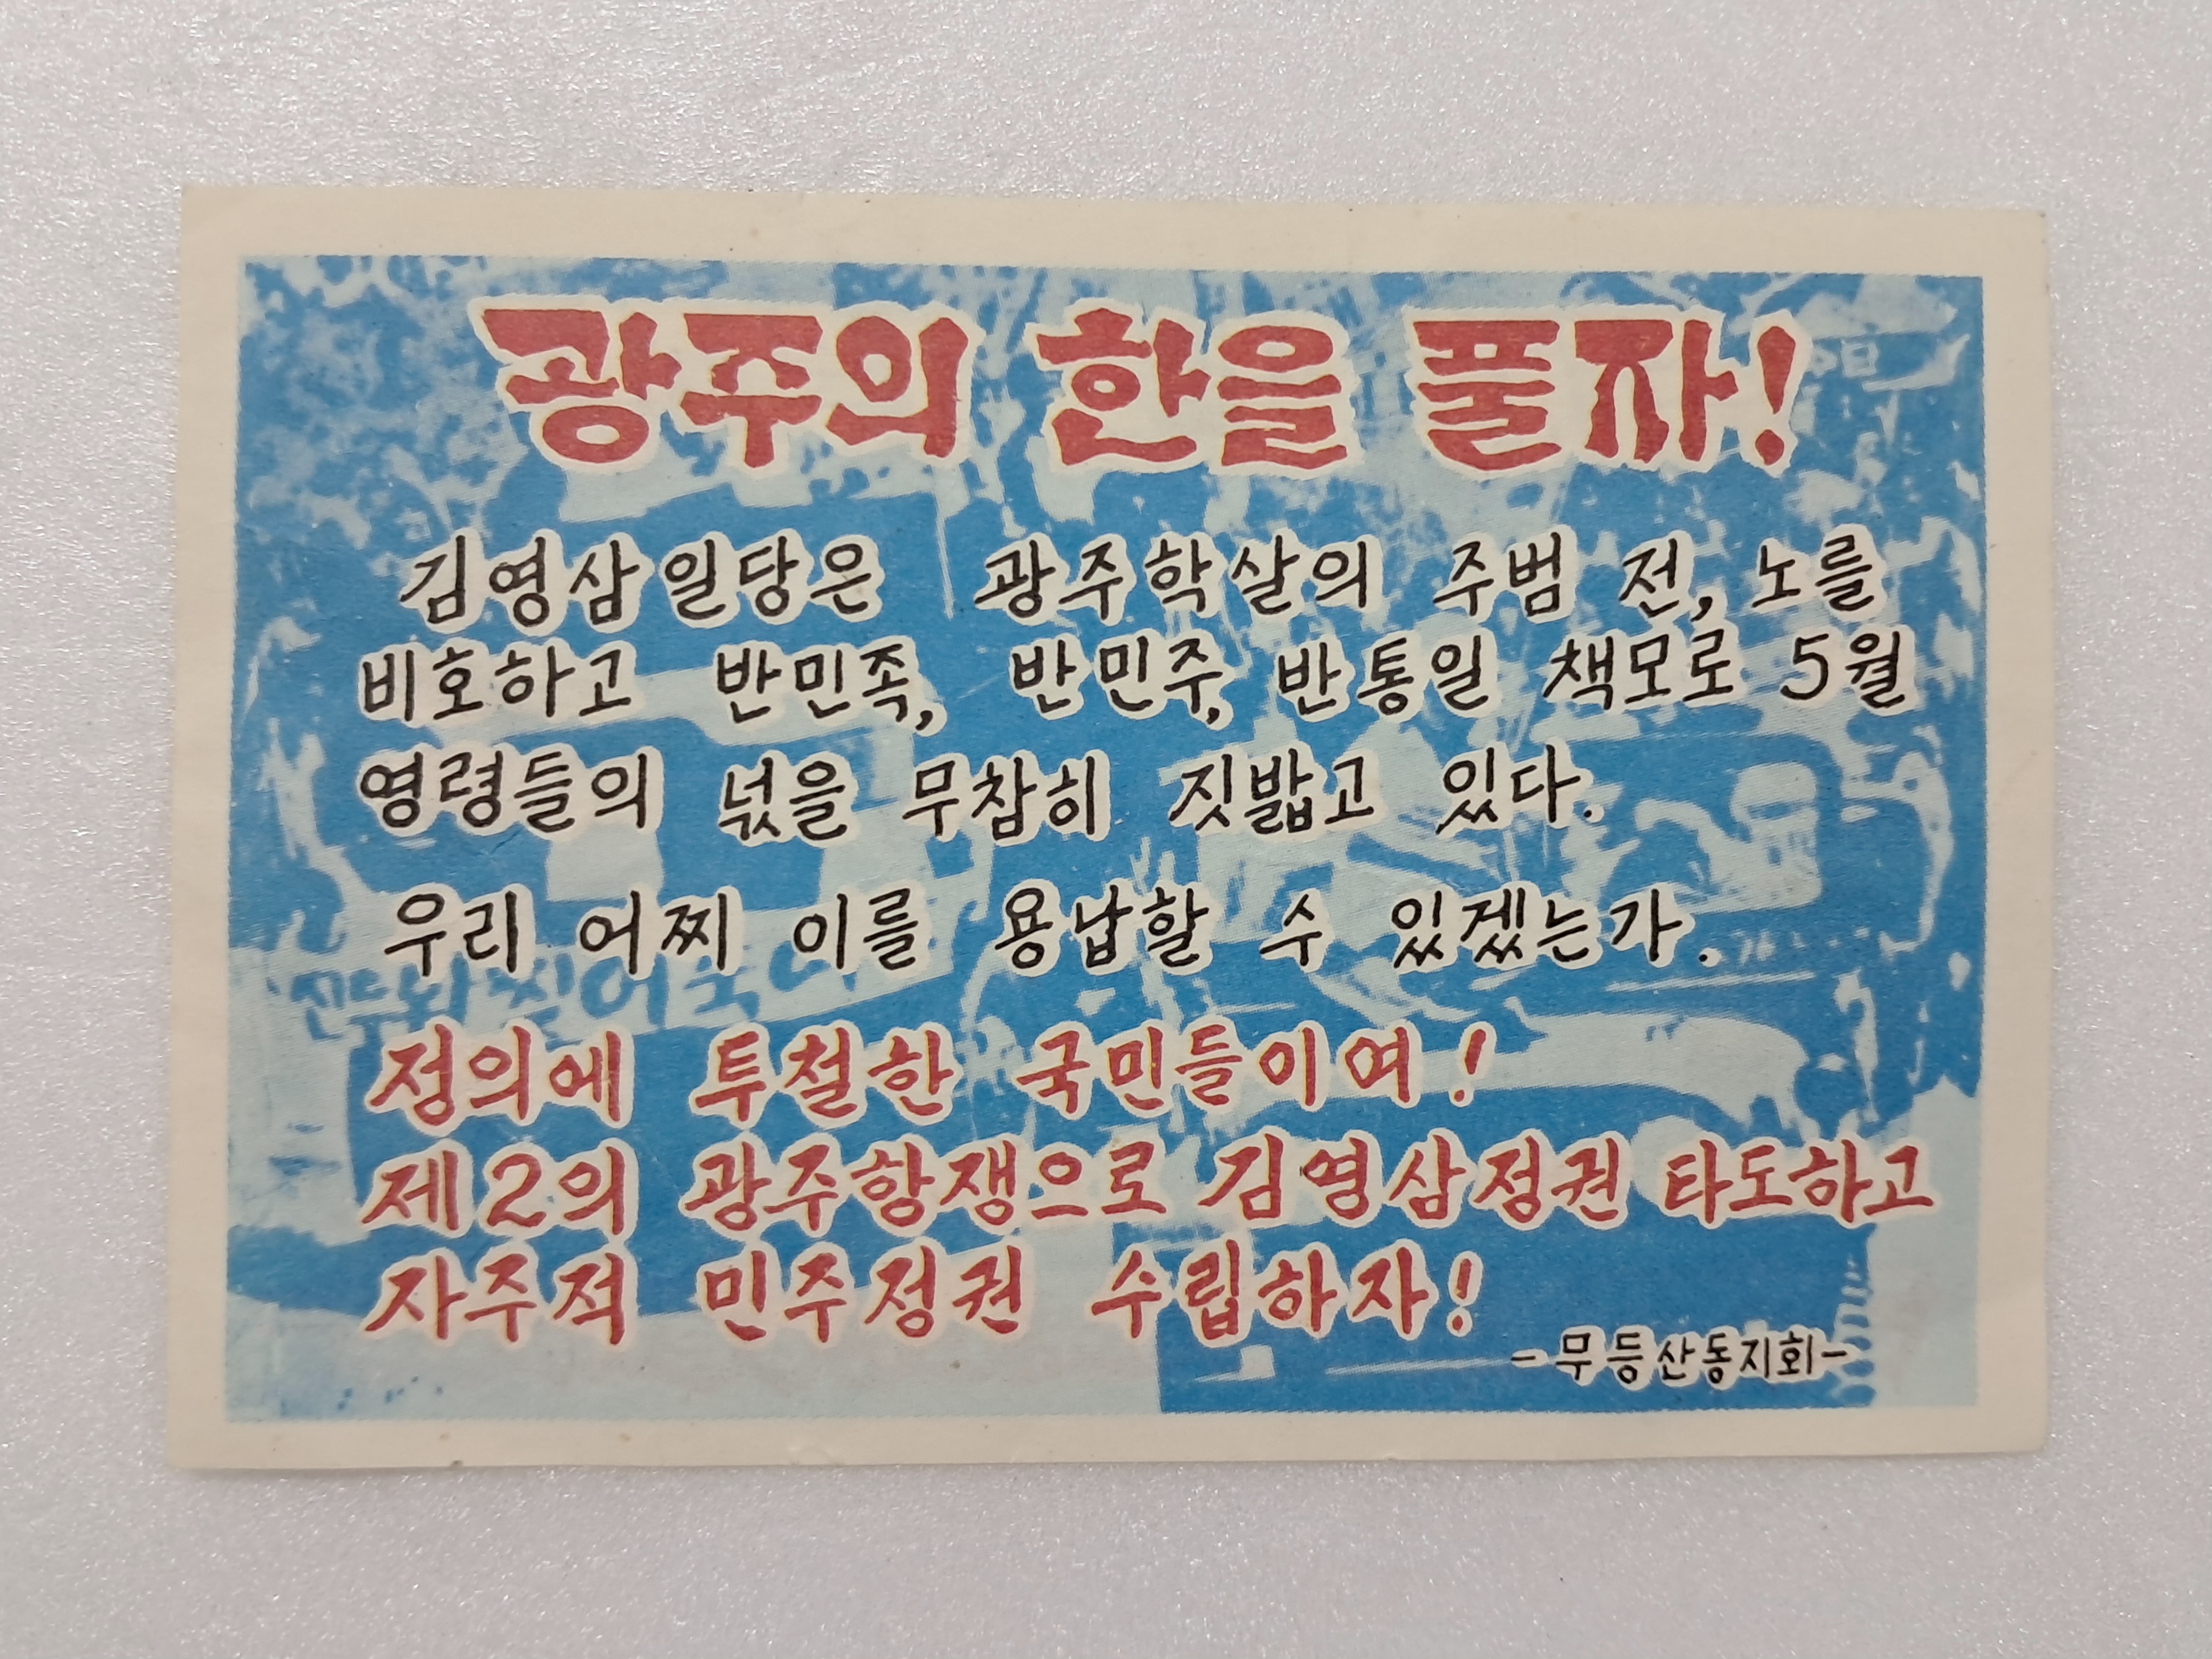 광주의 한을 풀자!
김영삼일당은 광주학살의 주범 전, 노를
비호하고 반민족, 반민주, 반통일 책모로 5월
영령들의 넋을 무참히 짓밟고 있다.
우리 어찌 이를 용납할 수 있겠는가.
정의에 투철한 국민들이여!
제2의 광주항쟁으로 김영삼정권 타도하고
자주적 민주정권 수립하자!
-무등산동지회-